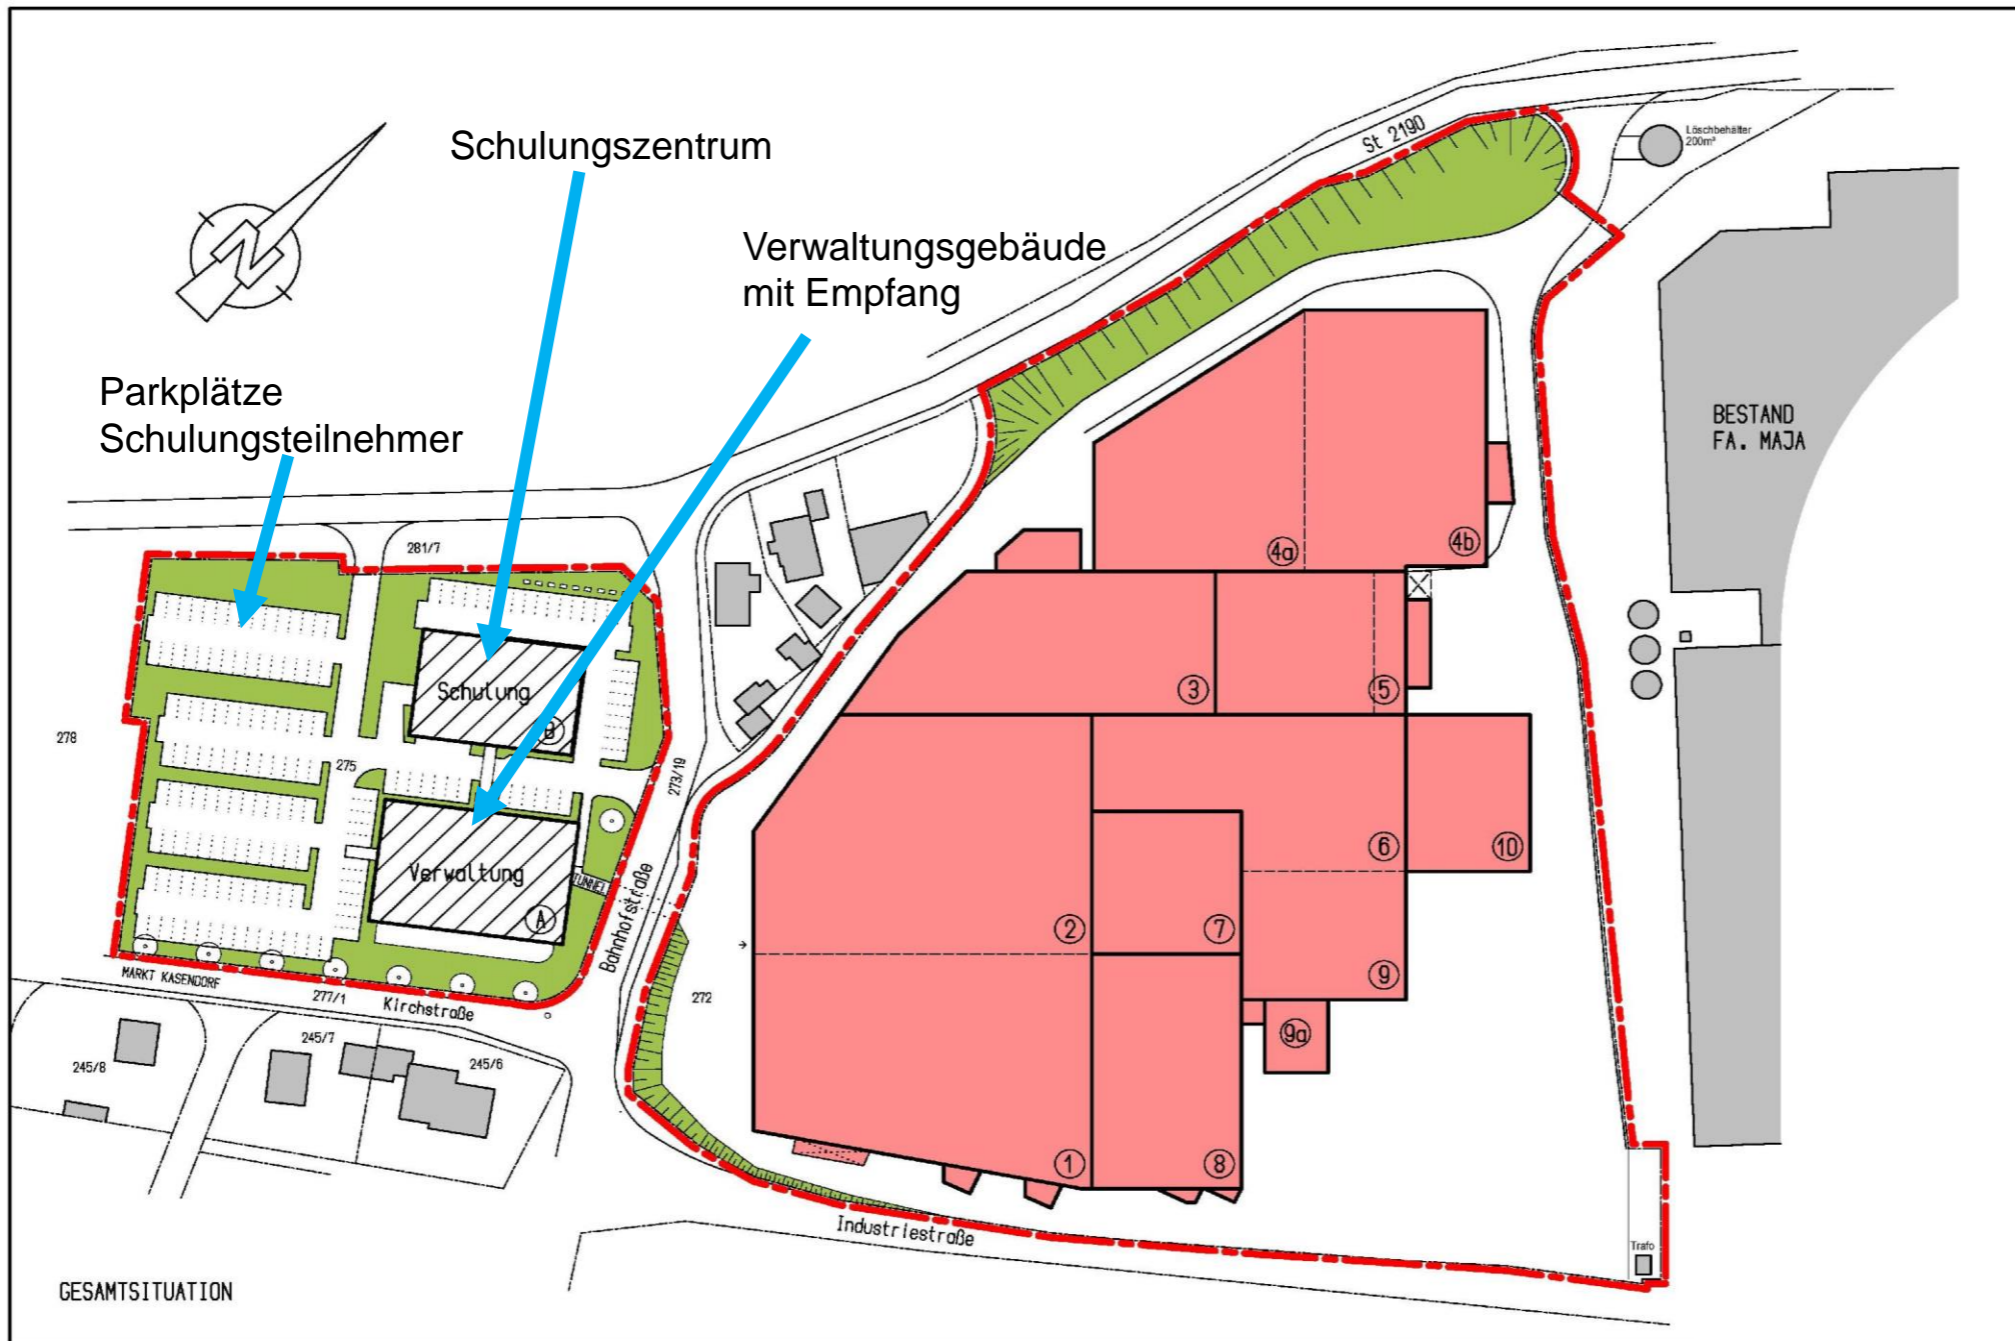 Schulungszentrum
St 2190
Löschbehälter
200m³
N
Verwaltungsgebäude
mit Empfang
Parkplätze
Schulungsteilnehmer
BESTAND
FA. MAJA
281/7
4a
4b
Schulung
B
3
5
278
275
273/19
Verwaltung
A
TUNNEL
Bahnhofstraße
6
10
2
7
9
272
9a
MARKT KASENDORF
277/1
Kirchstraße
245/8
245/7
245/6
1
8
Industriestraße
Trafo
GESAMTSITUATION